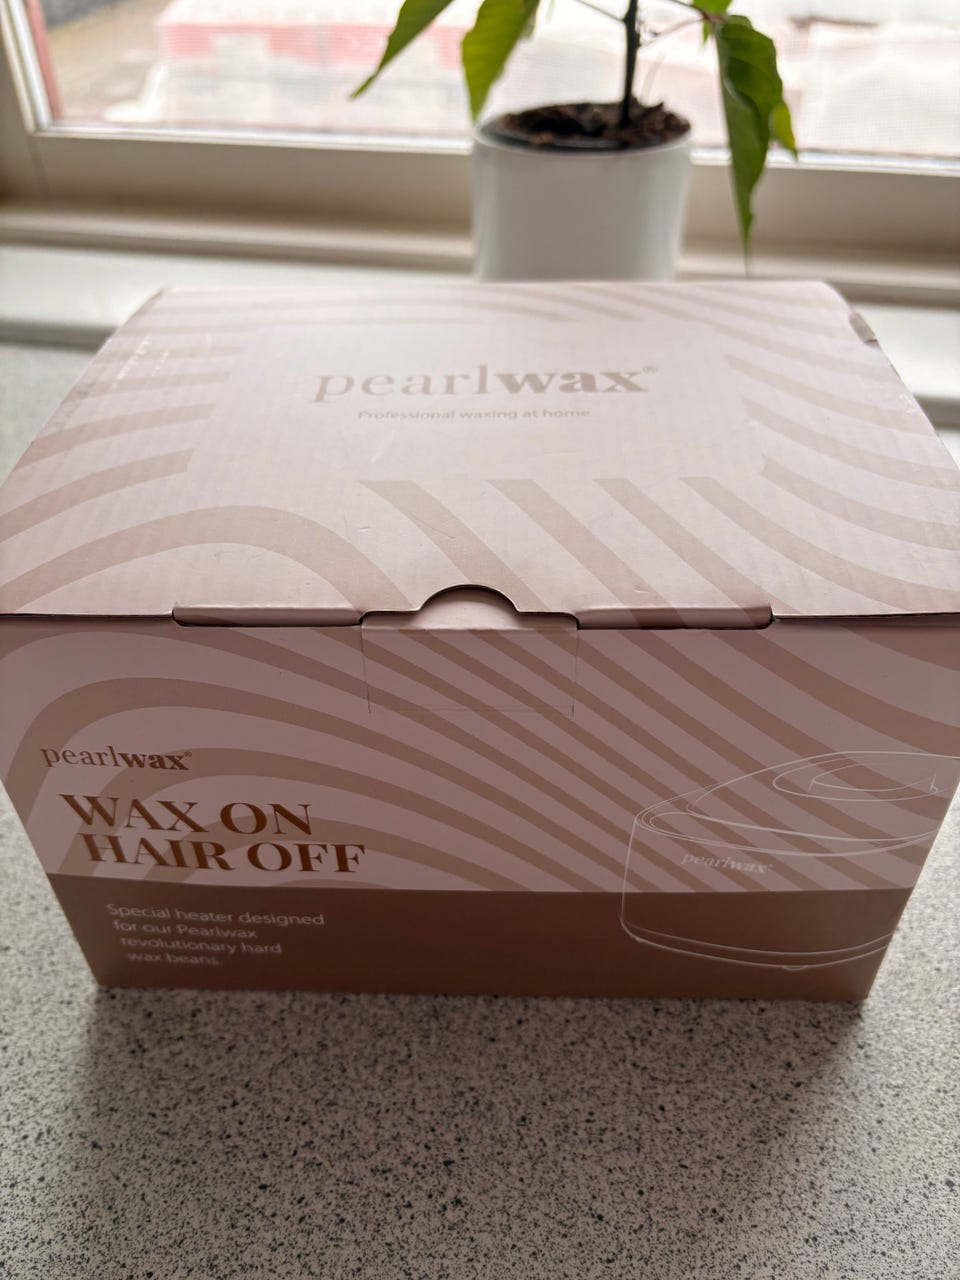 pearlwax®
Professional waxing at home
pearlwax®
WAX ON
HAIR OFF
Special heater designed
for our Pearlwax
revolutionary hard
wax beans.
pearlwax®